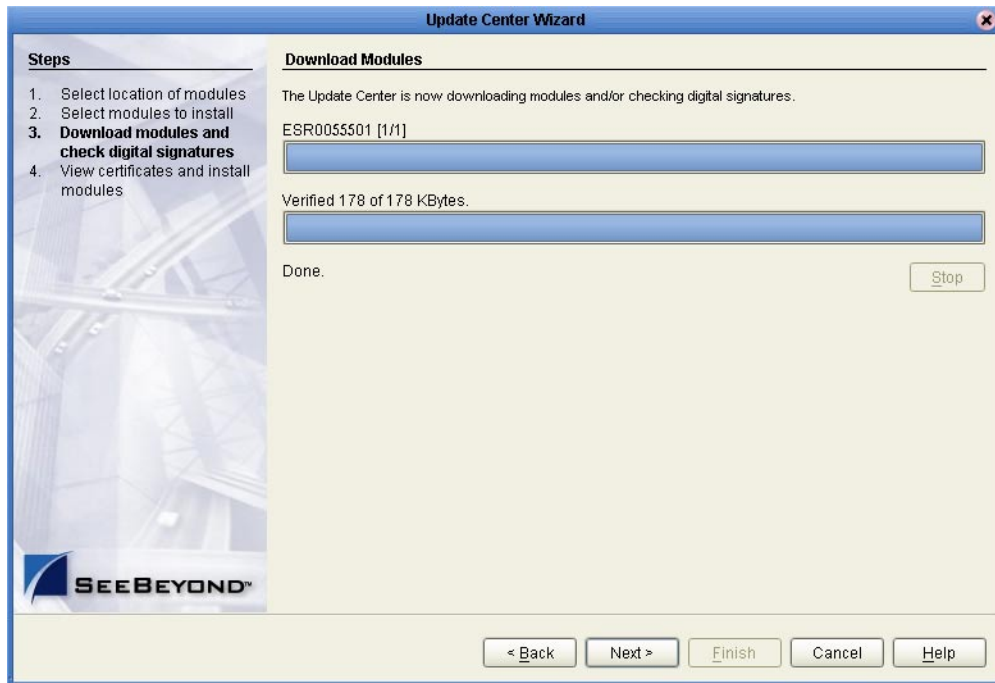 Update Center Wizard
Steps
1. Select location of modules
2. Select modules to install
3. Download modules and
check digital signatures
4. View certificates and install
modules
Download Modules
The Update Center is now downloading modules and/or checking digital signatures.
ESR0055501 [1/1]
Verified 178 of 178 KBytes.
Done.
Stop
SEEBEYOND™
< Back
Next >
Finish
Cancel
Help